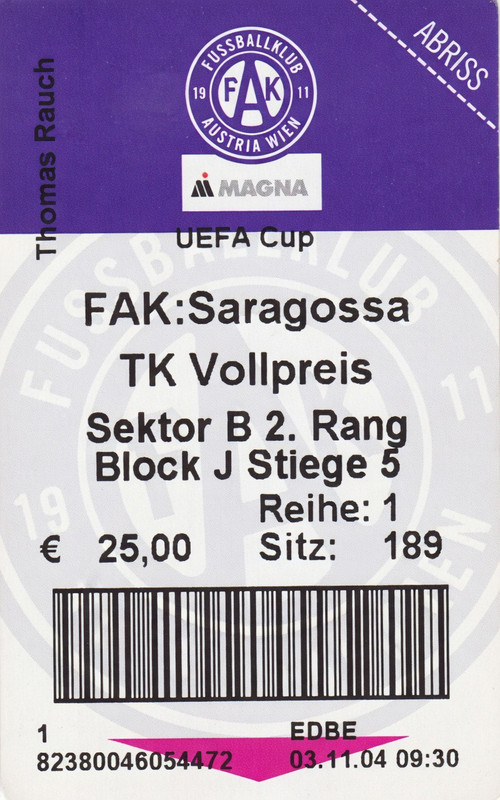 Thomas Rauch
ABRISS
FUSSBALLKLUB
19 FAK 11
AUSTRIA WIEN
MAGNA
UEFA Cup
FAK:Saragossa
TK Vollpreis
Sektor B 2. Rang
Block J Stiege 5
Reihe: 1
€ 25,00 Sitz: 189
1 EDBE
82380046054472 03.11.04 09:30